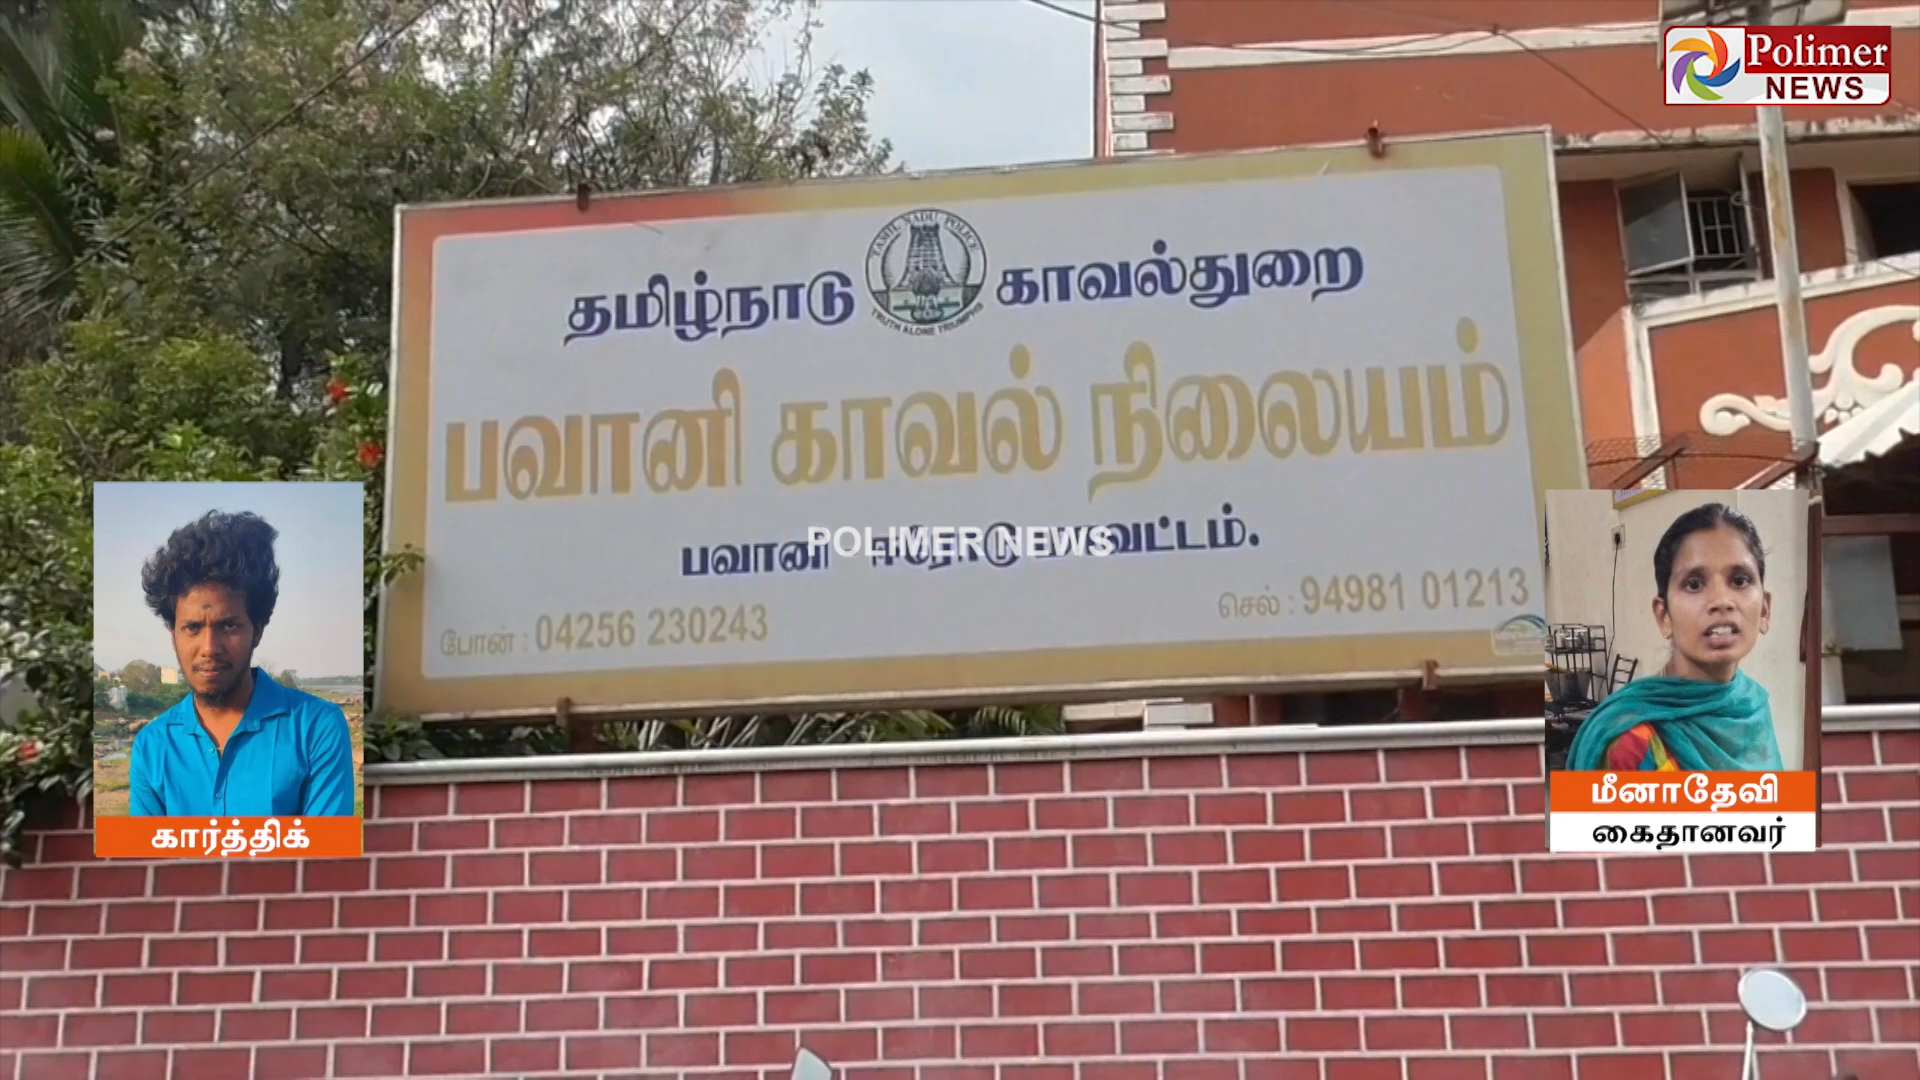 Polimer
NEWS
தமிழ்நாடு காவல்துறை
TAMIL NADU POLICE
TRUTH ALONE TRIUMPHS
பவானி காவல் நிலையம்
பவானி ஈரோடு மாவட்டம்.
POLIMER NEWS
போன் : 04256 230243
செல் : 94981 01213
கார்த்திக்
மீனாதேவி
கைதானவர்